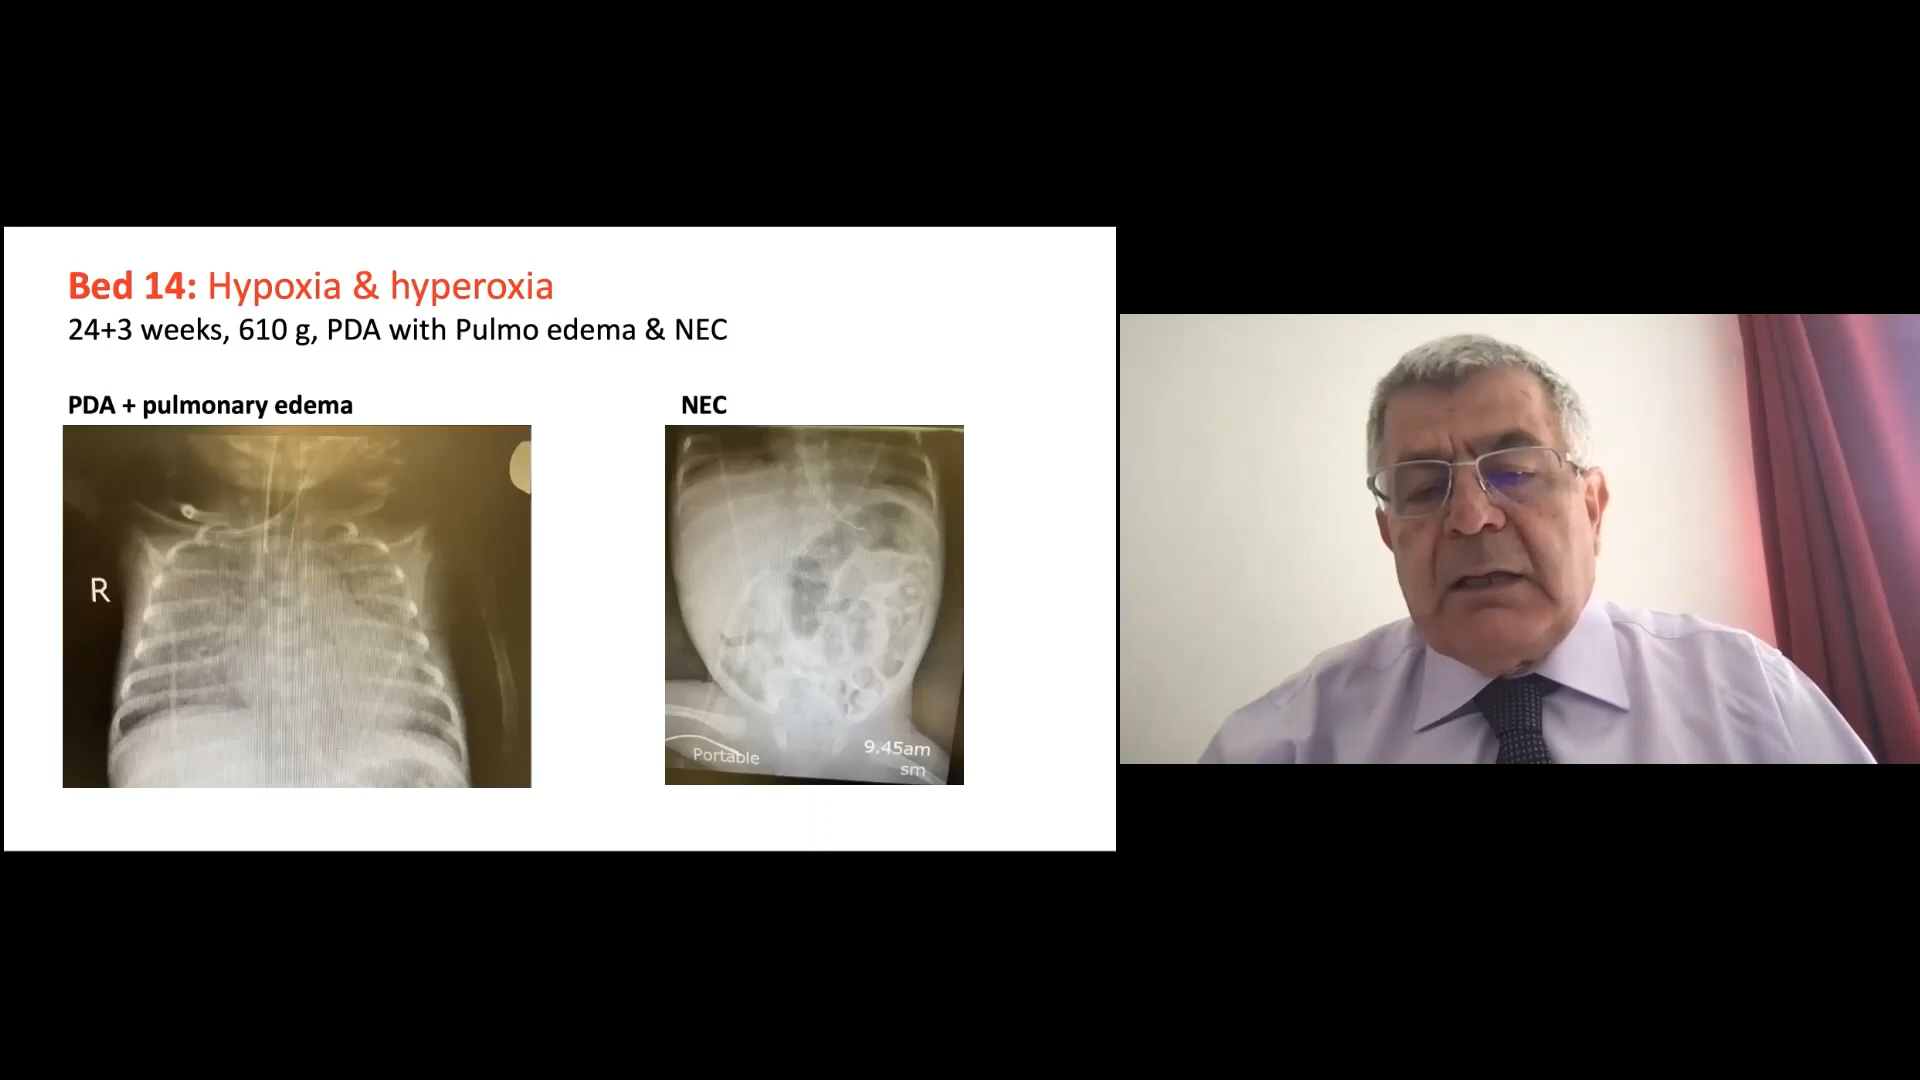 Bed 14: Hypoxia & hyperoxia
24+3 weeks, 610 g, PDA with Pulmo edema & NEC
PDA + pulmonary edema
NEC
R
Portable
9.45am
sm